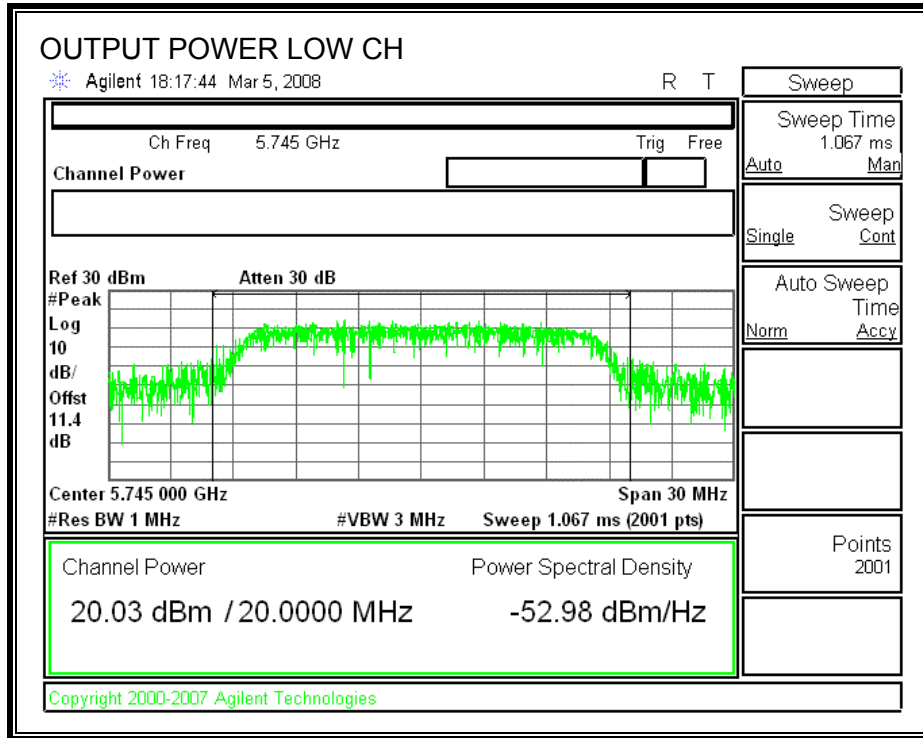 OUTPUT POWER LOW CH
Agilent 18:17:44 Mar 5, 2008 R T
Ch Freq 5.745 GHz Trig Free
Channel Power
Ref 30 dBm Atten 30 dB
#Peak
Log
10
dB/
Offst
11.4
dB
Center 5.745 000 GHz Span 30 MHz
#Res BW 1 MHz #VBW 3 MHz Sweep 1.067 ms (2001 pts)
Channel Power Power Spectral Density
20.03 dBm / 20.0000 MHz -52.98 dBm/Hz
Copyright 2000-2007 Agilent Technologies
Sweep
Sweep Time
1.067 ms
Auto Man
Sweep
Single Cont
Auto Sweep
Time
Norm Accy
Points
2001